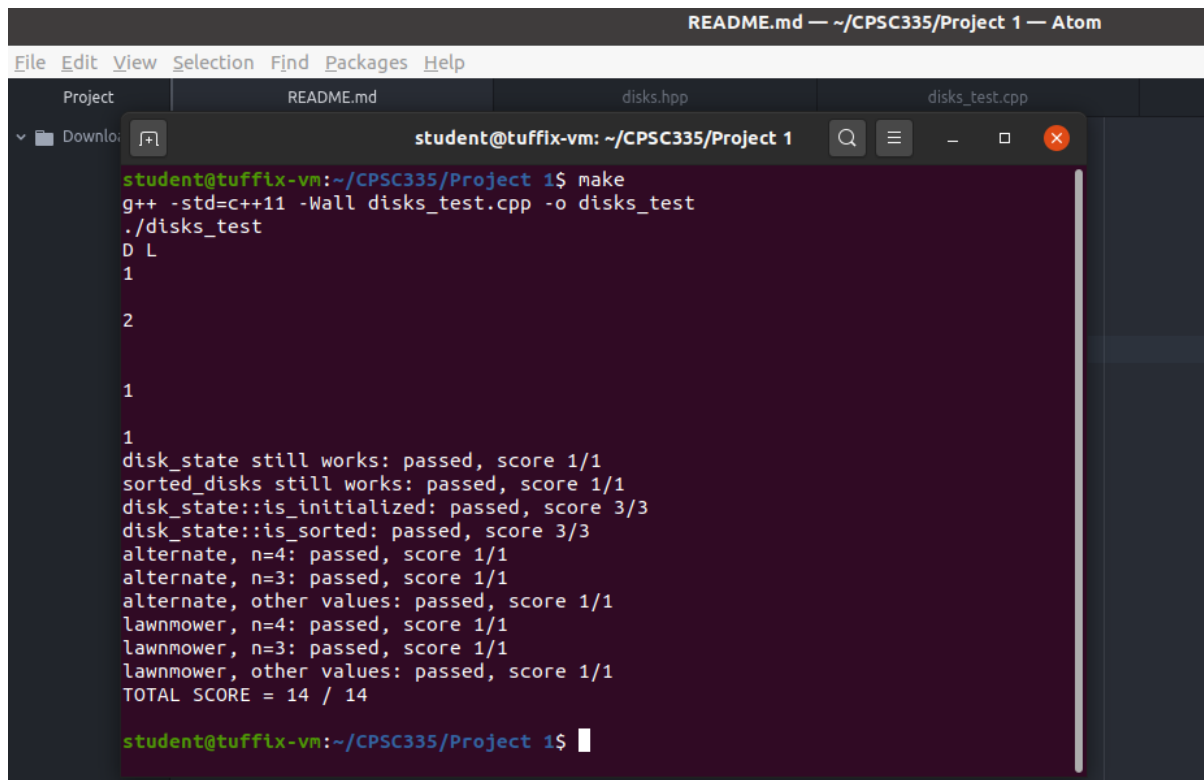 README.md — ~/CPSC335/Project 1 — Atom
File Edit View Selection Find Packages Help
Project README.md disks.hpp disks_test.cpp
student@tuffix-vm: ~/CPSC335/Project 1
student@tuffix-vm:~/CPSC335/Project 1$ make
g++ -std=c++11 -Wall disks_test.cpp -o disks_test
./disks_test
D L
1
2
1
1
disk_state still works: passed, score 1/1
sorted_disks still works: passed, score 1/1
disk_state::is_initialized: passed, score 3/3
disk_state::is_sorted: passed, score 3/3
alternate, n=4: passed, score 1/1
alternate, n=3: passed, score 1/1
alternate, other values: passed, score 1/1
lawnmower, n=4: passed, score 1/1
lawnmower, n=3: passed, score 1/1
lawnmower, other values: passed, score 1/1
TOTAL SCORE = 14 / 14
student@tuffix-vm:~/CPSC335/Project 1$